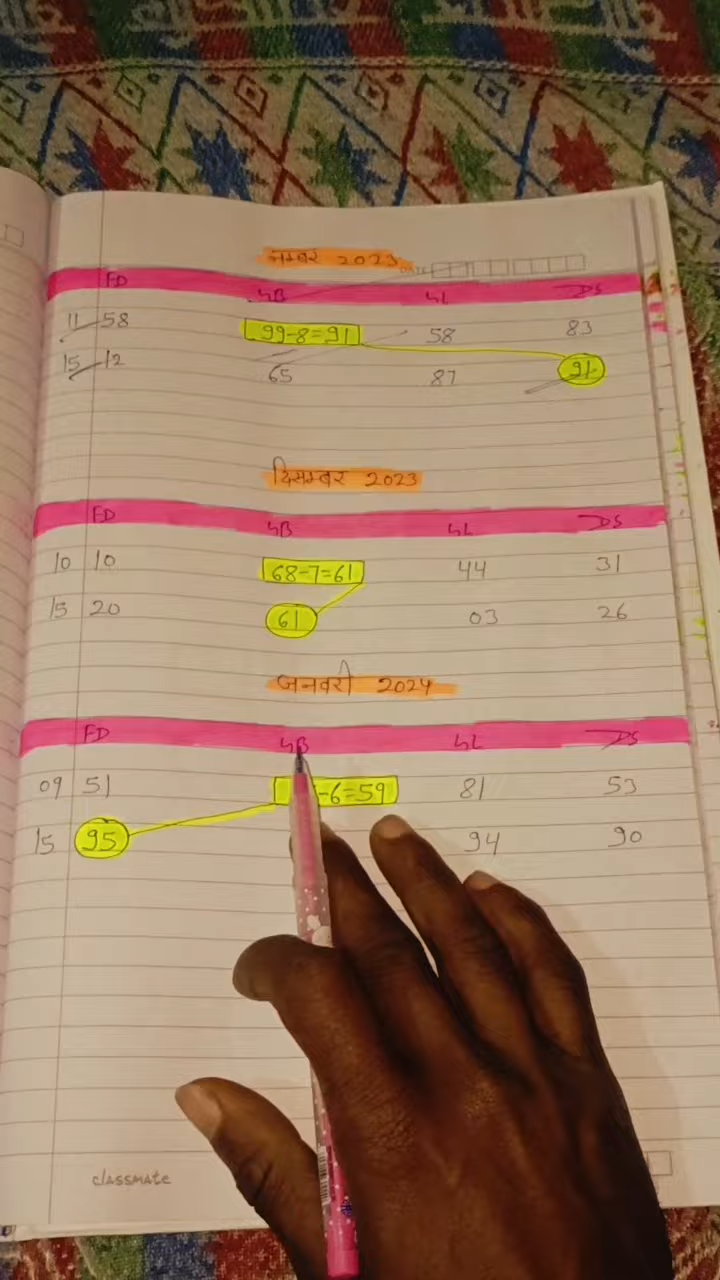 नम्बर 2023
FD GB GL DS
11 58 99-8=91 58 83
15 12 65 87 91
दिसम्बर 2023
FD GB GL DS
10 10 68-7=61 44 31
15 20 61 03 26
जनवरी 2024
FD GB GL DS
09 51 -6=59 81 53
15 95 94 90
classmate